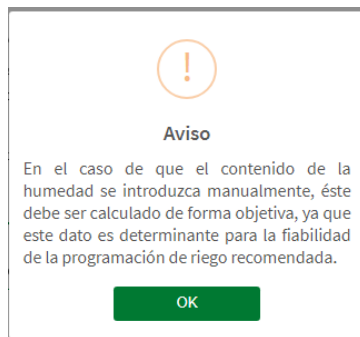 !
Aviso
En el caso de que el contenido de la
humedad se introduzca manualmente, éste
debe ser calculado de forma objetiva, ya que
este dato es determinante para la fiabilidad
de la programación de riego recomendada.
OK